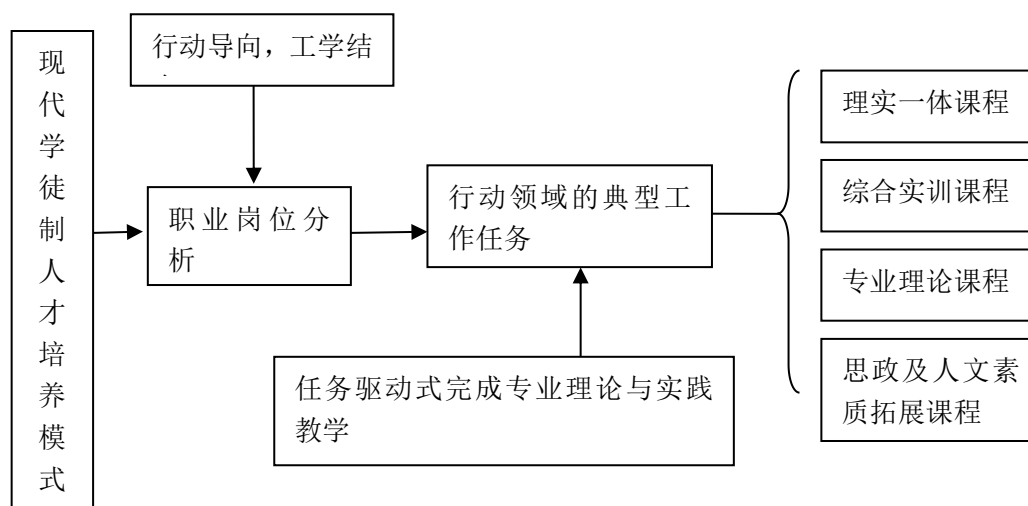 现
代
学
徒
制
人
才
培
养
模
式
行动导向，工学结
职业岗位分
析
行动领域的典型工
作任务
任务驱动式完成专业理论与实践
教学
理实一体课程
综合实训课程
专业理论课程
思政及人文素
质拓展课程